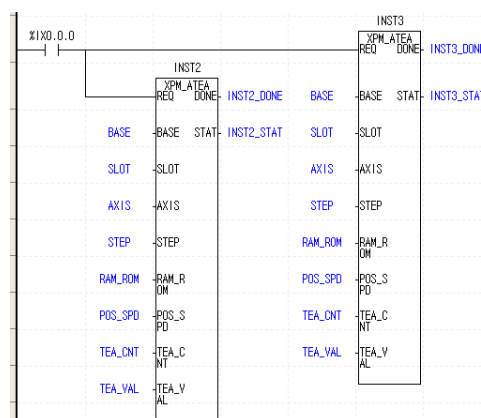 INST3
%IX0.0.0
XPM_ATEA
REQ DONE INST3_DON
INST2
XPM_ATEA
REQ DONE INST2_DONE
BASE BASE STAT INST3_STA
BASE BASE STAT INST2_STAT
SLOT SLOT
SLOT SLOT
AXIS AXIS
AXIS AXIS
STEP STEP
STEP STEP
RAM_ROM RAM_R
OM
RAM_ROM RAM_R
OM
POS_SPD POS_S
PD
POS_SPD POS_S
PD
TEA_CNT TEA_C
NT
TEA_CNT TEA_C
NT
TEA_VAL TEA_V
AL
TEA_VAL TEA_V
AL